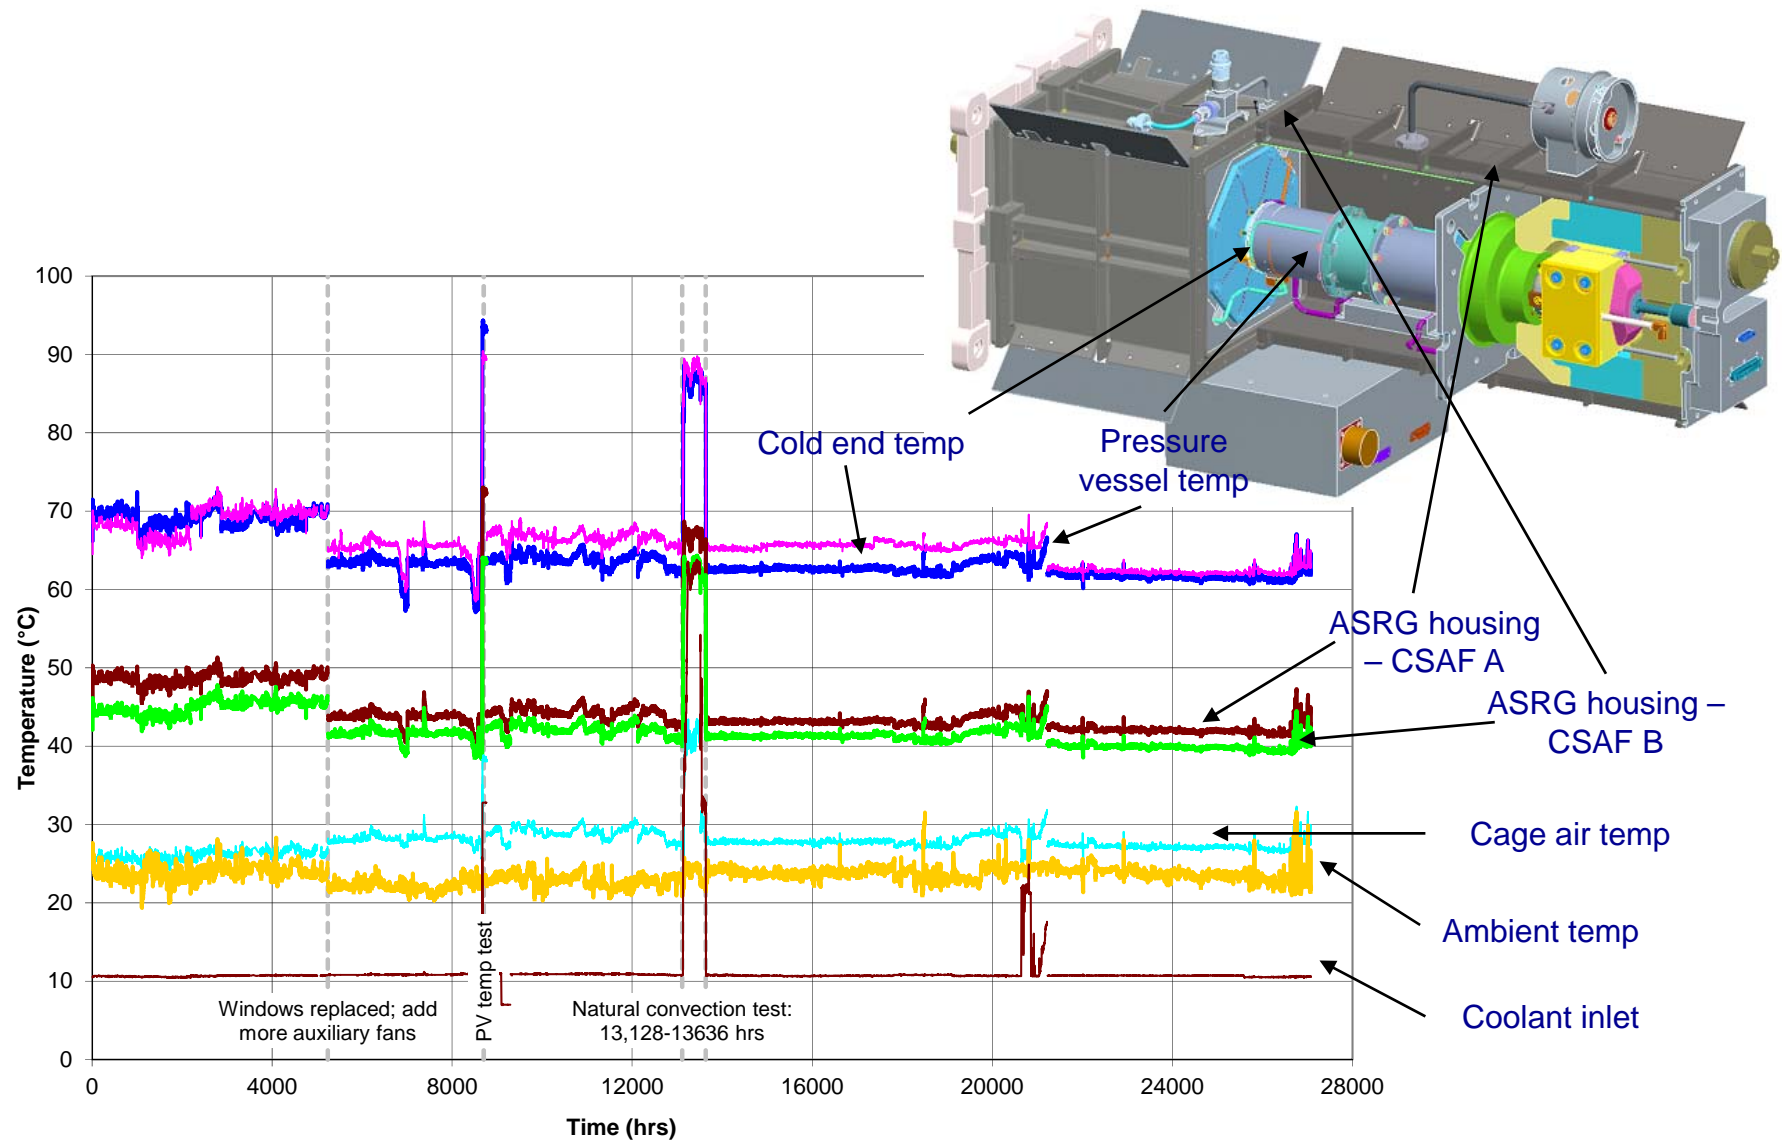 100
90
80
70
60
50
40
30
20
10
0
Temperature (°C)
0
4000
8000
12000
16000
20000
24000
28000
Time (hrs)
Cold end temp
Pressure
vessel temp
ASRG housing
– CSAF A
ASRG housing –
CSAF B
Cage air temp
Ambient temp
Coolant inlet
Windows replaced; add
more auxiliary fans
PV temp test
Natural convection test:
13,128-13636 hrs